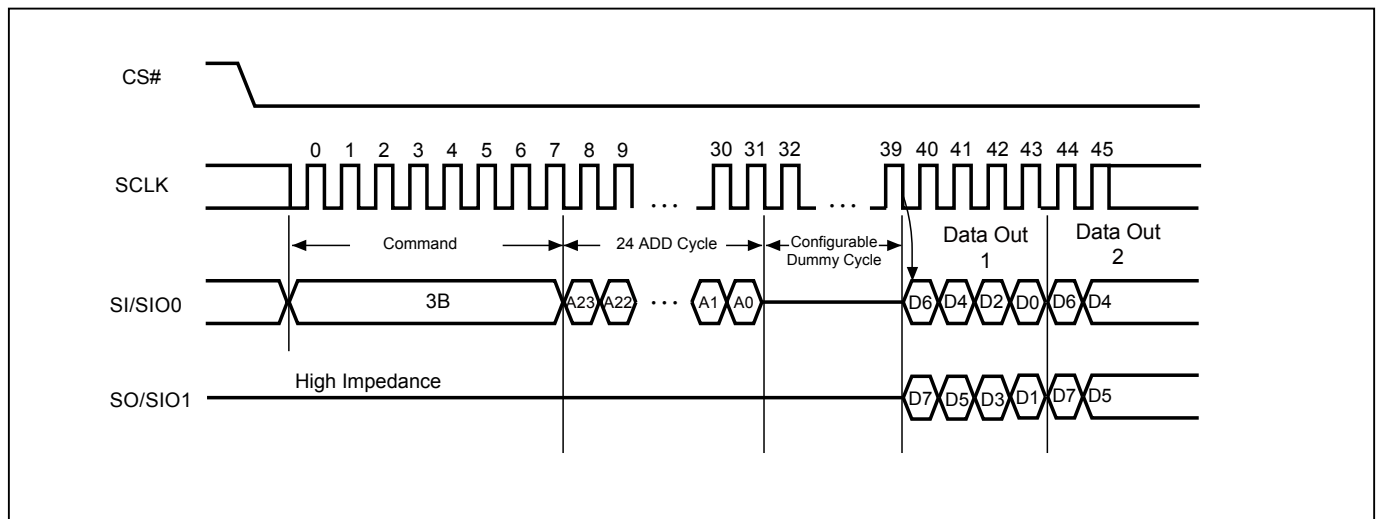 CS#
0 1 2 3 4 5 6 7 8 9 30 31 32 39 40 41 42 43 44 45
SCLK
... ...
Command
24 ADD Cycle
Configurable
Dummy Cycle
Data Out
1
Data Out
2
SI/SIO0
3B
A23 A22 ... A1 A0
D6 D4 D2 D0 D6 D4
High Impedance
SO/SIO1
D7 D5 D3 D1 D7 D5